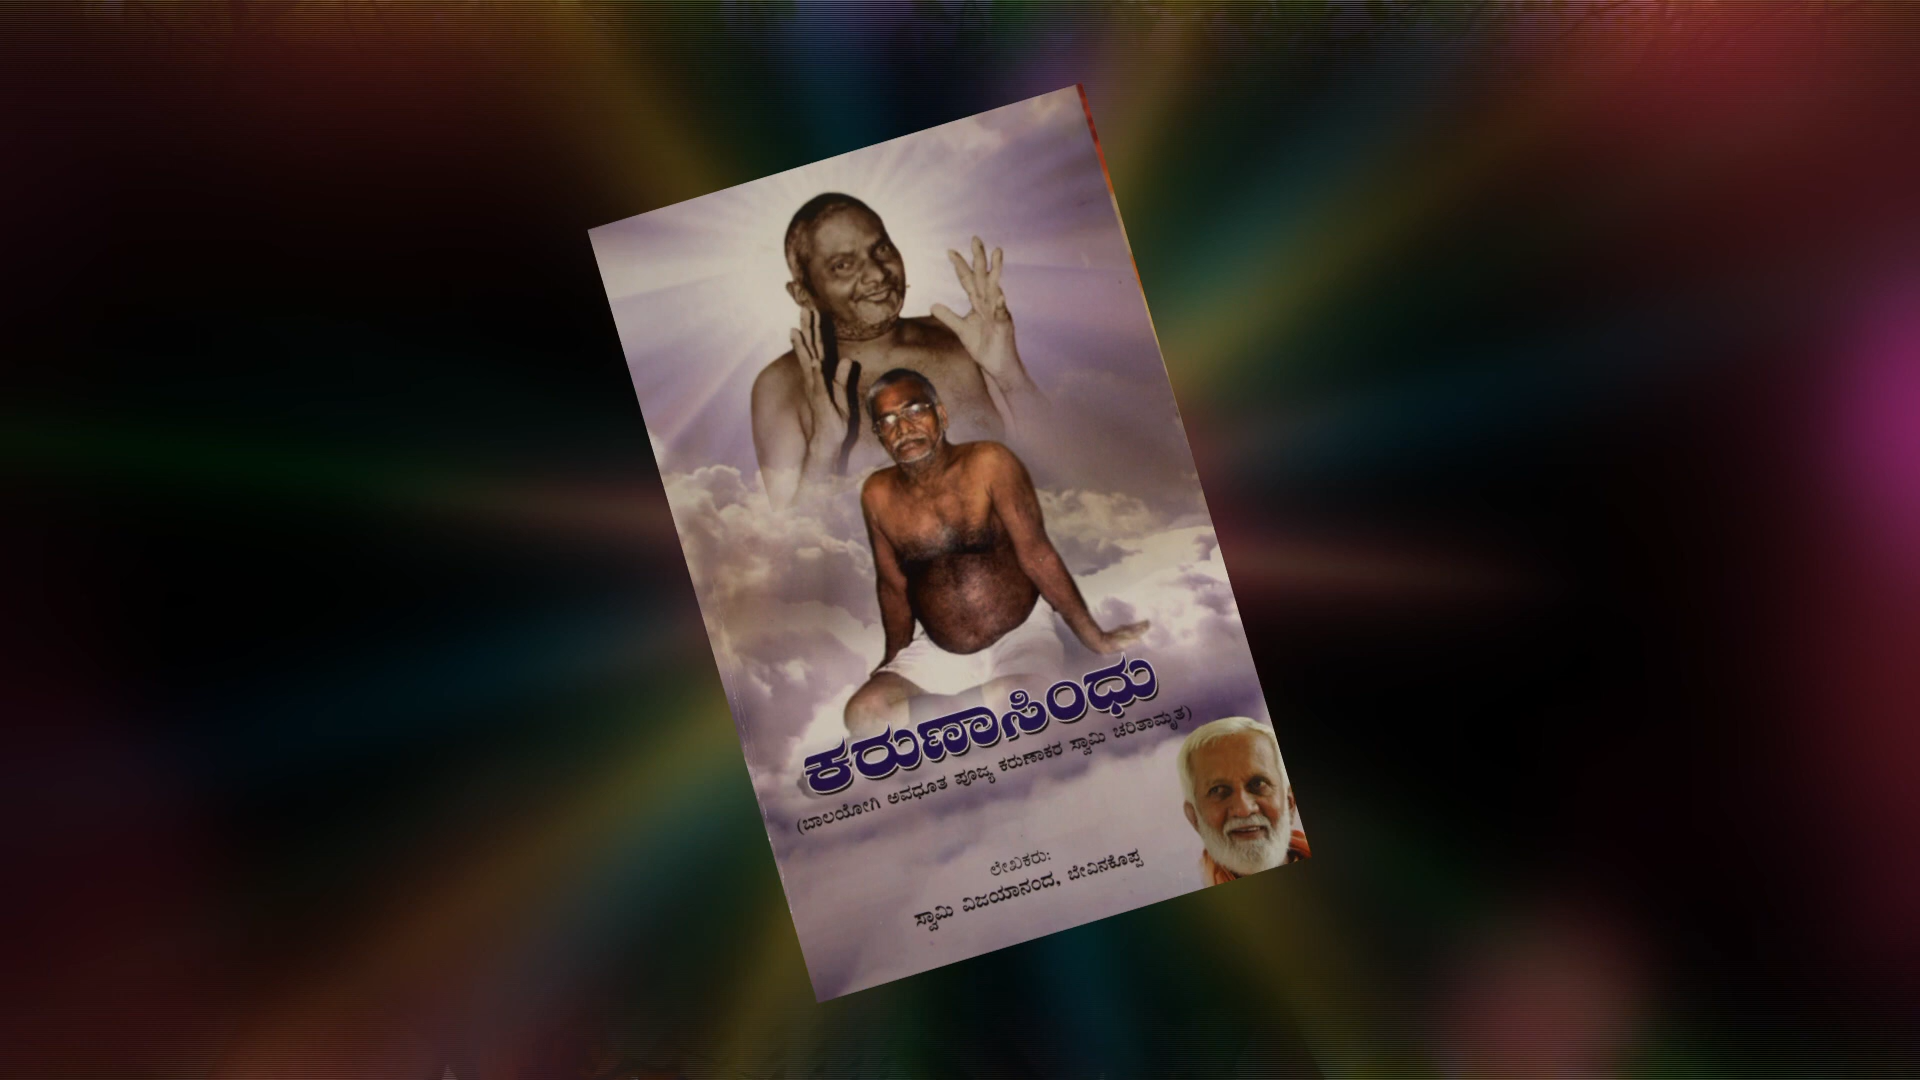 ಕರುಣಾಸಿಂಧು
(ಬಾಲಯೋಗಿ ಅವಧೂತ ಪೂಜ್ಯ ಕರುಣಾಕರ ಸ್ವಾಮಿ ಚರಿತಾಮೃತ)
ಲೇಖಕರು:
ಸ್ವಾಮಿ ವಿಜಯಾನಂದ, ಬೇವಿನಕೊಪ್ಪ